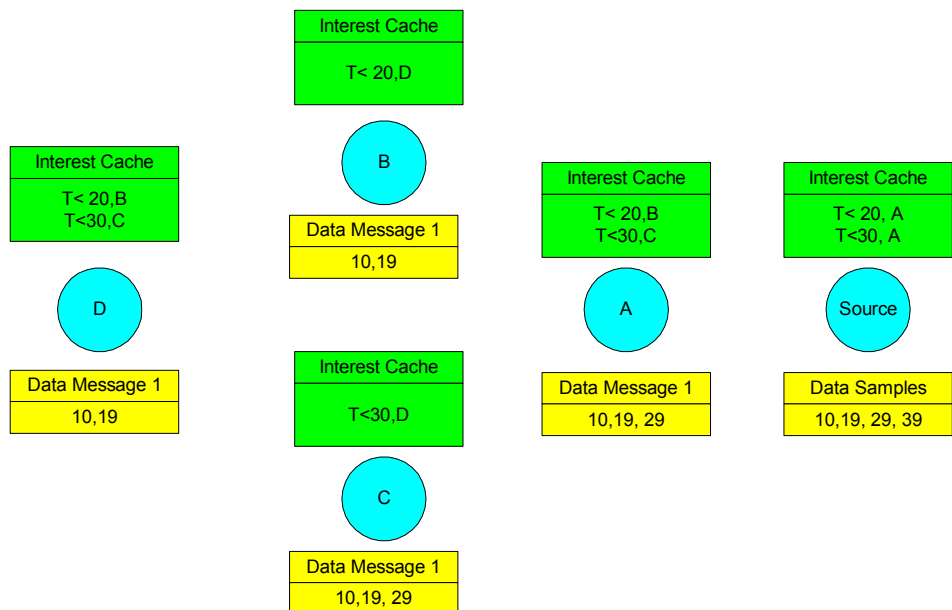 Interest Cache
T< 20,D
B
Data Message 1
10,19
Interest Cache
T< 20,B
T<30,C
D
Data Message 1
10,19
Interest Cache
T<30,D
C
Data Message 1
10,19, 29
Interest Cache
T< 20,B
T<30,C
A
Data Message 1
10,19, 29
Interest Cache
T< 20, A
T<30, A
Source
Data Samples
10,19, 29, 39